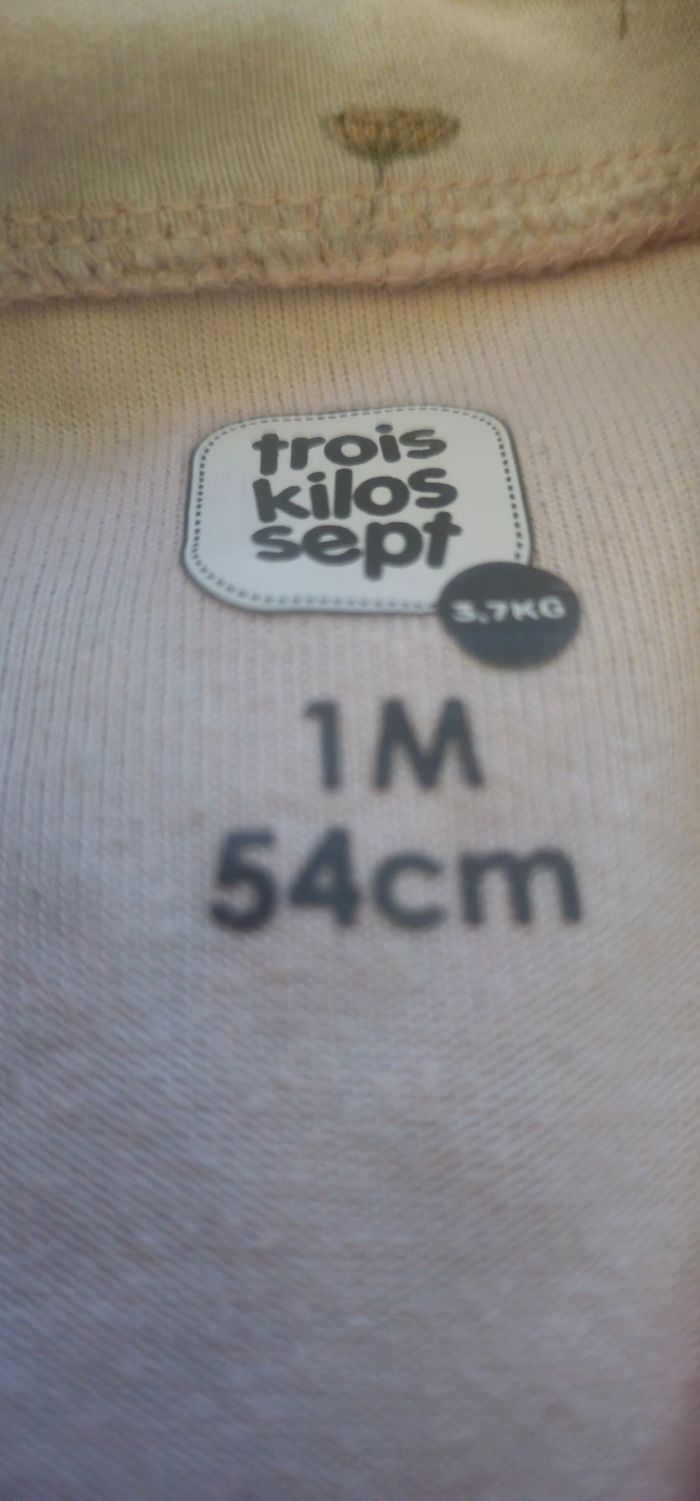 trois
kilos
sept
3,7KG
1M
54cm